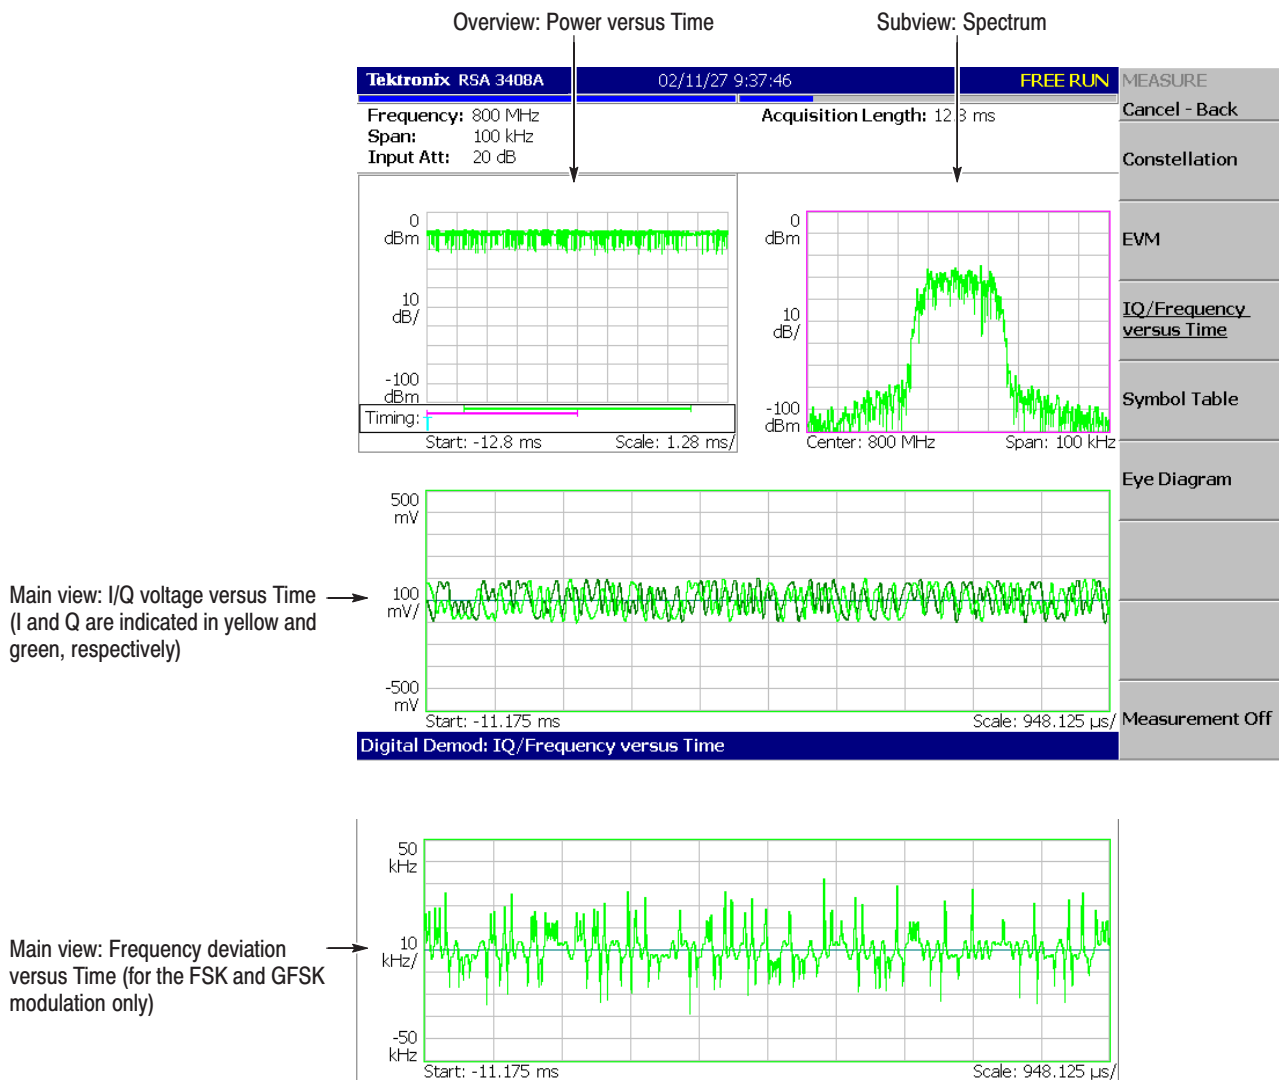 Overview: Power versus Time
Subview: Spectrum
Tektronix RSA 3408A 02/11/27 9:37:46 FREE RUN
MEASURE
Cancel - Back
Frequency: 800 MHz
Acquisition Length: 12.8 ms
Span: 100 kHz
Input Att: 20 dB
Constellation
EVM
IQ/Frequency
versus Time
Symbol Table
Eye Diagram
Measurement Off
0
dBm
10
dB/
-100
dBm
Timing:
Start: -12.8 ms Scale: 1.28 ms/
0
dBm
10
dB/
-100
dBm
Center: 800 MHz Span: 100 kHz
Main view: I/Q voltage versus Time
(I and Q are indicated in yellow and
green, respectively)
500
mV
100
mV/
-500
mV
Start: -11.175 ms Scale: 948.125 µs/
Digital Demod: IQ/Frequency versus Time
Main view: Frequency deviation
versus Time (for the FSK and GFSK
modulation only)
50
kHz
10
kHz/
-50
kHz
Start: -11.175 ms Scale: 948.125 µs/